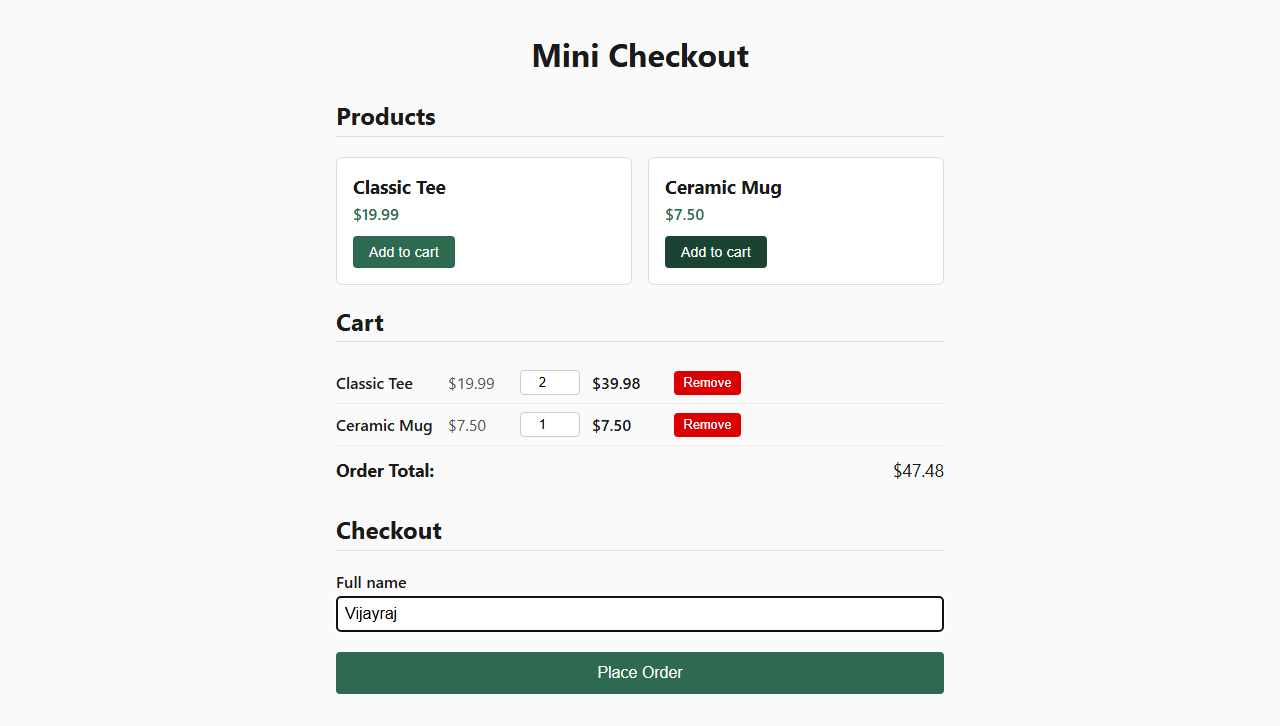 Mini Checkout
Products
Classic Tee
$19.99
Add to cart
Ceramic Mug
$7.50
Add to cart
Cart
Classic Tee $19.99 2 $39.98 Remove
Ceramic Mug $7.50 1 $7.50 Remove
Order Total: $47.48
Checkout
Full name
Vijayraj
Place Order